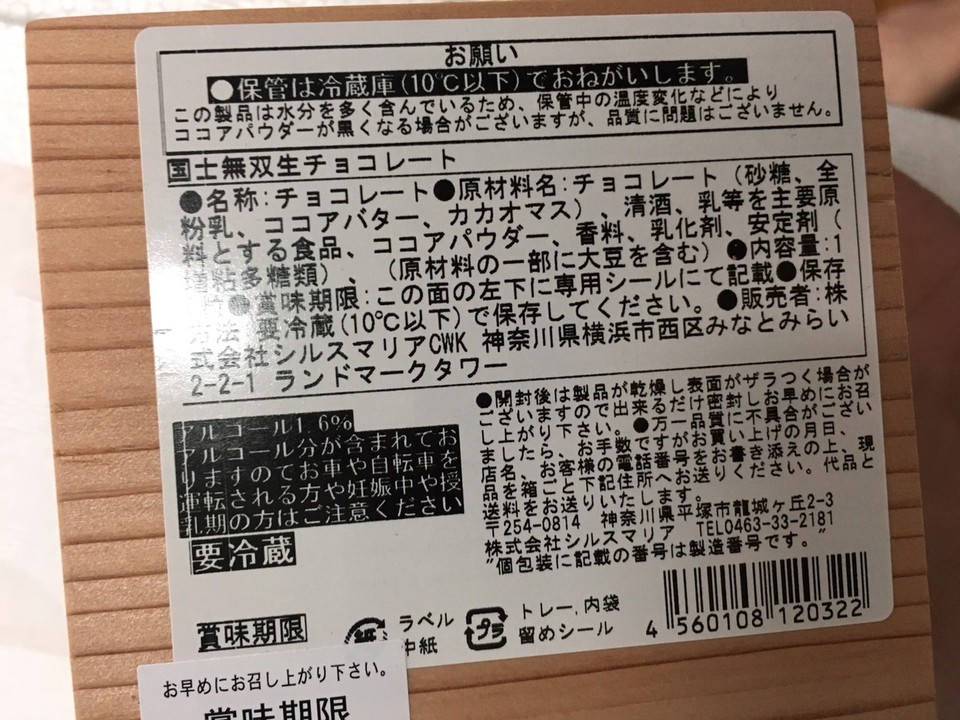 お願い
●保管は冷蔵庫(10℃以下)でおねがいします。
この製品は水分を多く含んでいるため、保管中の温度変化などにより
ココアパウダーが黒くなる場合がございますが、品質に問題はございません。
国士無双生チョコレート
●名称:チョコレート●原材料名:チョコレート(砂糖、全
粉乳、ココアバター、カカオマス)、清酒、乳等を主要原
料とする食品、ココアパウダー、香料、乳化剤、安定剤(
増粘多糖類)、(原材料の一部に大豆を含む)●内容量:1
●賞味期限:この面の左下に専用シールにて記載●保存
方法:要冷蔵(10℃以下)で保存してください。●販売者:株
式会社シルスマリアCWK 神奈川県横浜市西区みなとみらい
2-2-1 ランドマークタワー
アルコール1.6%
アルコール分が含まれてお
りますのでお車や自転車を
運転される方や妊娠中や授
乳期の方はご注意ください
要冷蔵
●開封後は製品が乾燥し表面がザラつく場合が
ございますので出来るだけ密封しお早めにお召
し上がり下さい。●万一品質に不具合がござい
ましたら、お手数ですがお買い上げの月日、
店名、お客様の電話番号をお書き添えの上、現
品を箱ごと下記住所へお送りください。代品と
送料をお送りいたします。
〒254-0814 神奈川県平塚市龍城ヶ丘2-3
株式会社シルスマリア TEL0463-33-2181
"個包装に記載の番号は製造番号です。"
賞味期限
紙 ラベル
中紙
プラ トレー,内袋
留めシール
4 560108 120322
お早めにお召し上がり下さい。
賞味期限